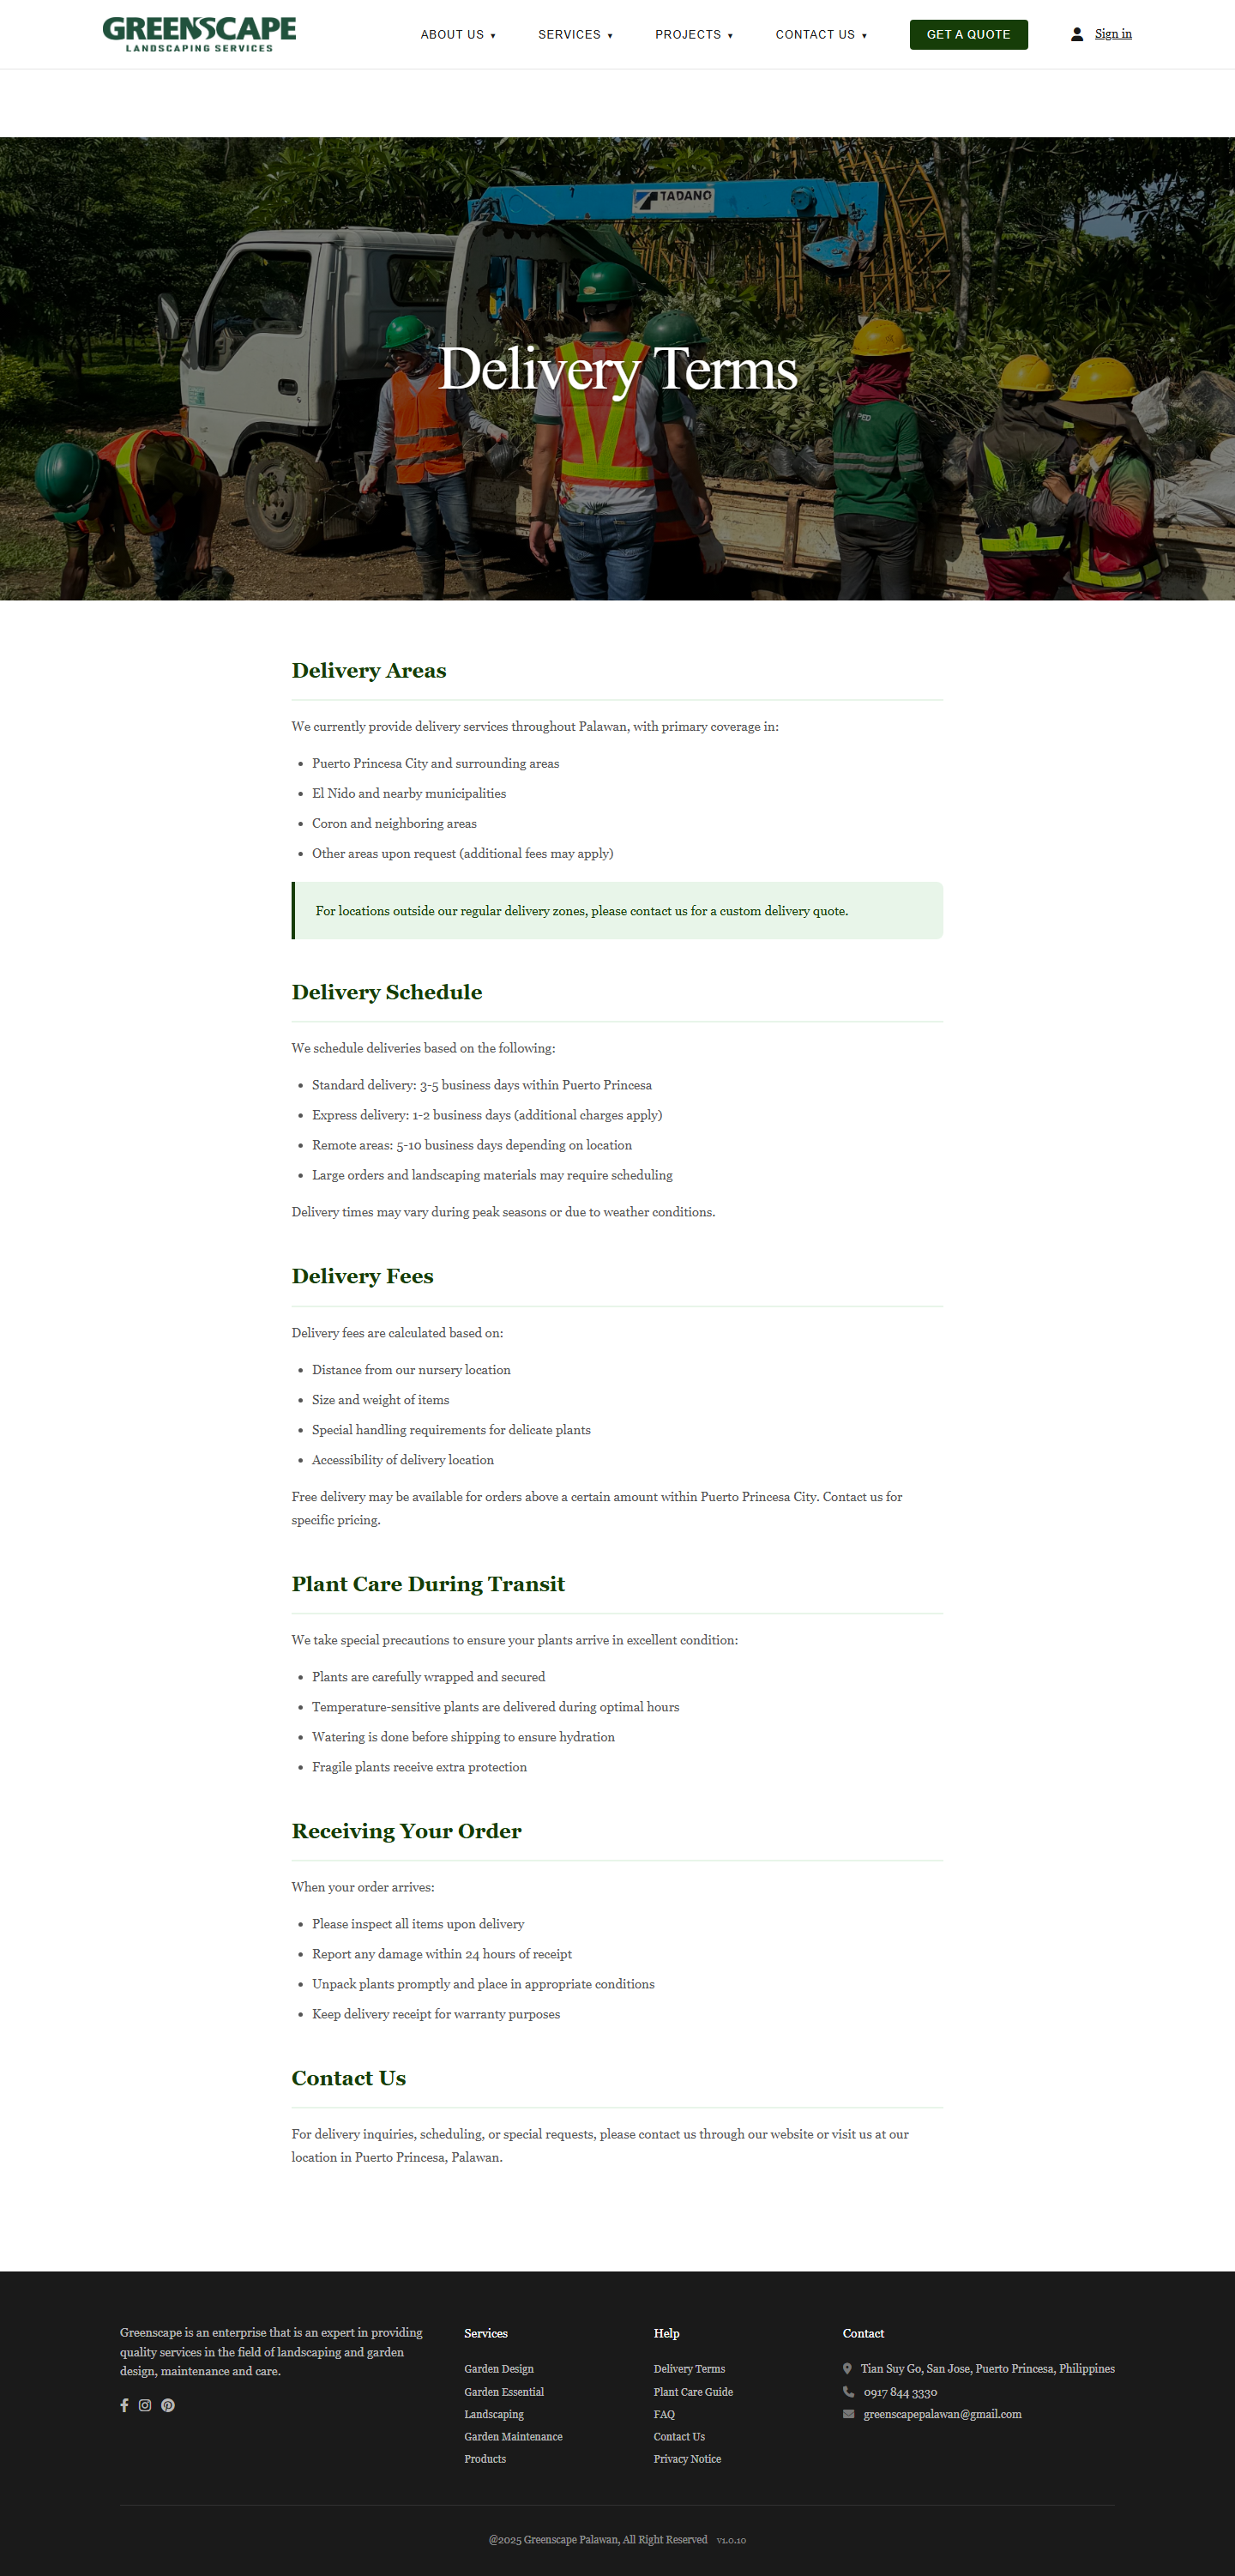 GREENSCAPE
LANDSCAPING SERVICES
ABOUT US ▾
SERVICES ▾
PROJECTS ▾
CONTACT US ▾
GET A QUOTE
Sign in
TADANO
Delivery Terms
Delivery Areas
We currently provide delivery services throughout Palawan, with primary coverage in:
• Puerto Princesa City and surrounding areas
• El Nido and nearby municipalities
• Coron and neighboring areas
• Other areas upon request (additional fees may apply)
For locations outside our regular delivery zones, please contact us for a custom delivery quote.
Delivery Schedule
We schedule deliveries based on the following:
• Standard delivery: 3-5 business days within Puerto Princesa
• Express delivery: 1-2 business days (additional charges apply)
• Remote areas: 5-10 business days depending on location
• Large orders and landscaping materials may require scheduling
Delivery times may vary during peak seasons or due to weather conditions.
Delivery Fees
Delivery fees are calculated based on:
• Distance from our nursery location
• Size and weight of items
• Special handling requirements for delicate plants
• Accessibility of delivery location
Free delivery may be available for orders above a certain amount within Puerto Princesa City. Contact us for
specific pricing.
Plant Care During Transit
We take special precautions to ensure your plants arrive in excellent condition:
• Plants are carefully wrapped and secured
• Temperature-sensitive plants are delivered during optimal hours
• Watering is done before shipping to ensure hydration
• Fragile plants receive extra protection
Receiving Your Order
When your order arrives:
• Please inspect all items upon delivery
• Report any damage within 24 hours of receipt
• Unpack plants promptly and place in appropriate conditions
• Keep delivery receipt for warranty purposes
Contact Us
For delivery inquiries, scheduling, or special requests, please contact us through our website or visit us at our
location in Puerto Princesa, Palawan.
Greenscape is an enterprise that is an expert in providing
quality services in the field of landscaping and garden
design, maintenance and care.
Services
Garden Design
Garden Essential
Landscaping
Garden Maintenance
Products
Help
Delivery Terms
Plant Care Guide
FAQ
Contact Us
Privacy Notice
Contact
Tian Suy Go, San Jose, Puerto Princesa, Philippines
0917 844 3330
greenscapepalawan@gmail.com
@2025 Greenscape Palawan, All Right Reserved v1.0.10